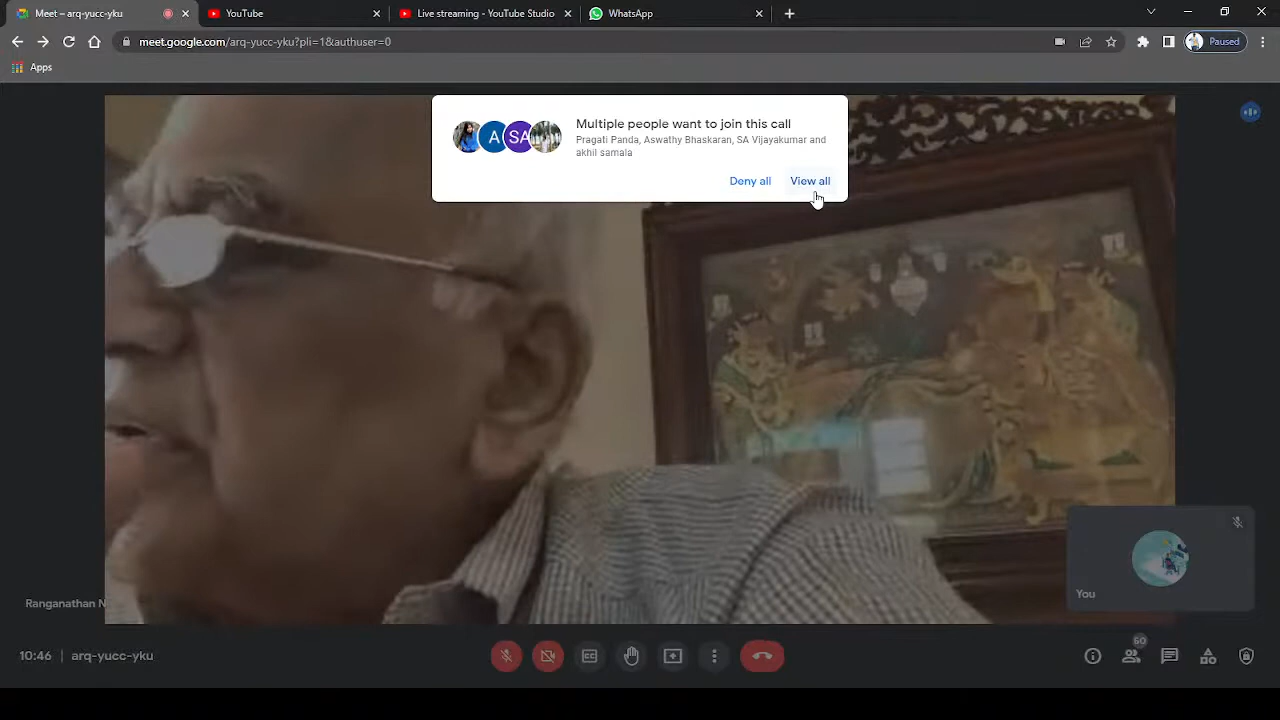 Meet – arq-yucc-yku
YouTube
Live streaming - YouTube Studio
WhatsApp
meet.google.com/arq-yucc-yku?pli=1&authuser=0
Paused
Apps
A
SA
Multiple people want to join this call
Pragati Panda, Aswathy Bhaskaran, SA Vijayakumar and
akhil samala
Deny all
View all
You
Ranganathan N
10:46 | arq-yucc-yku
CC
60